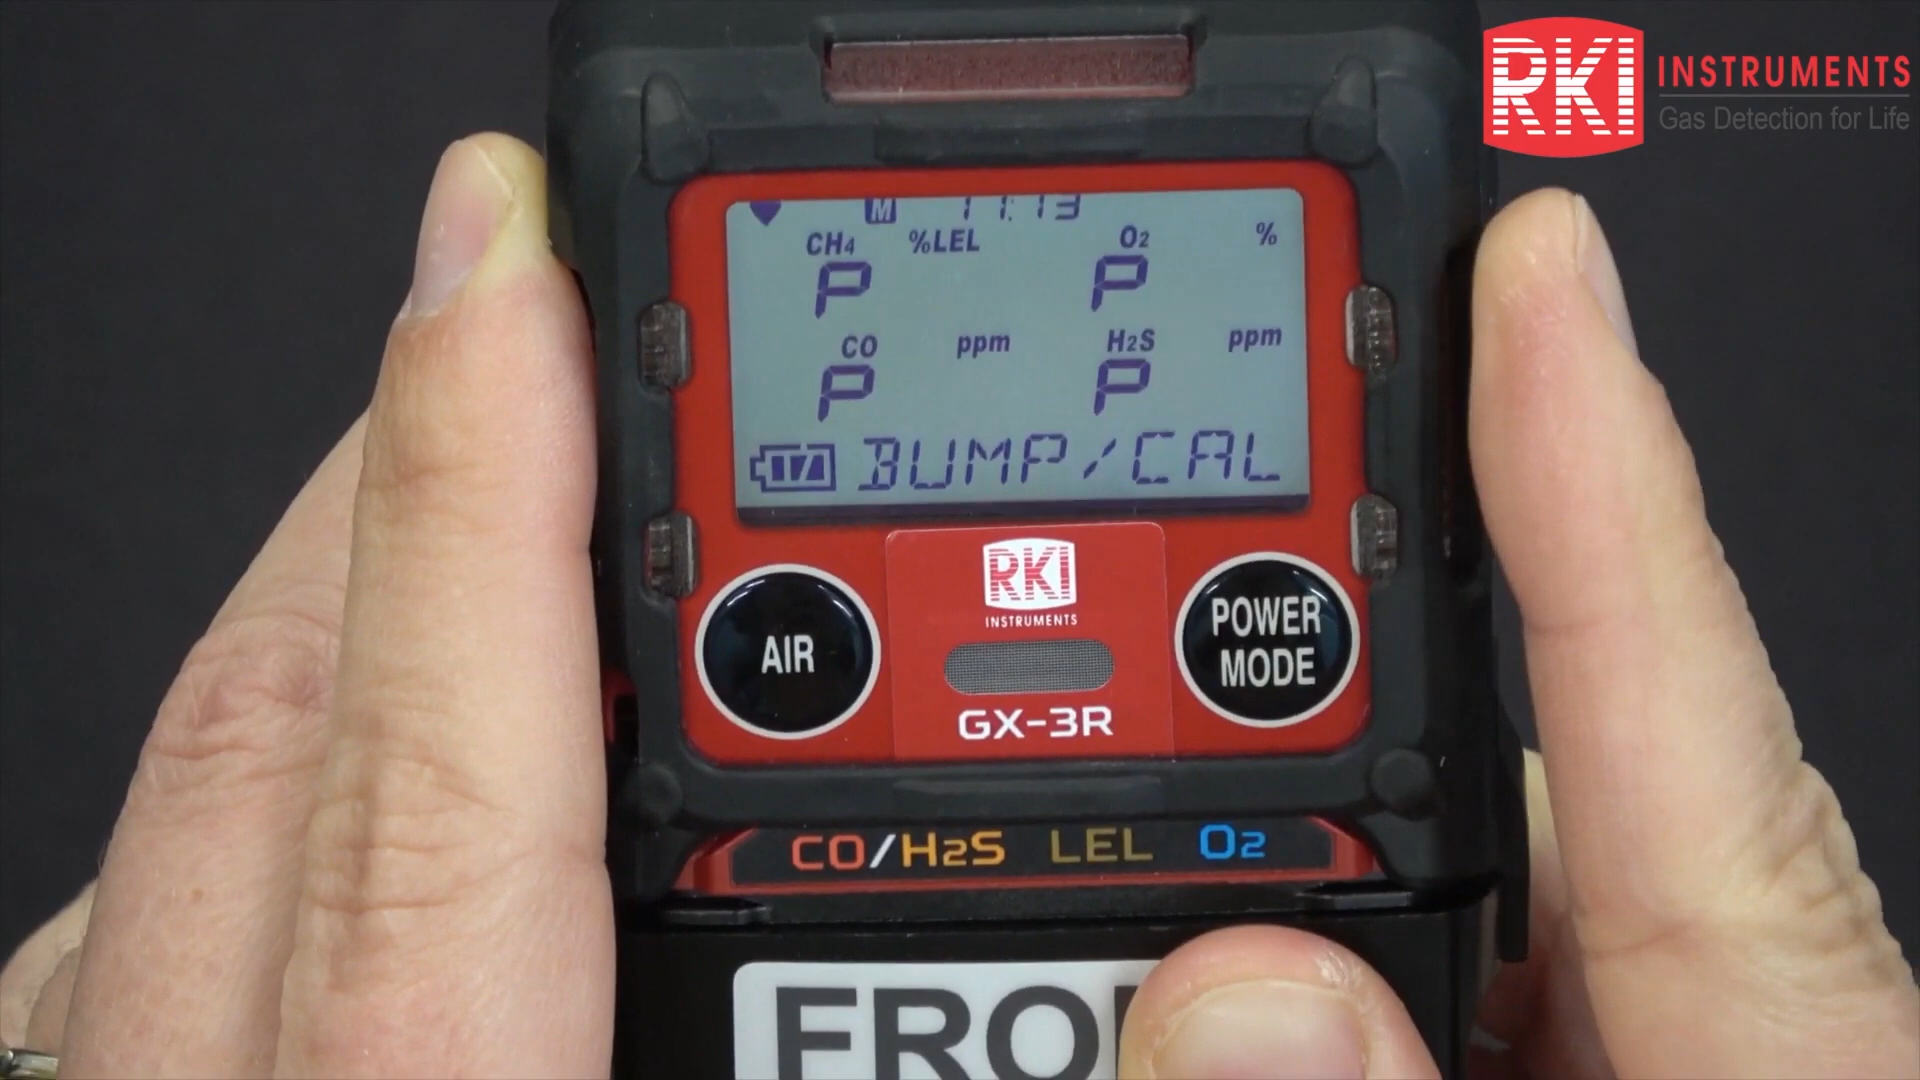 RKI INSTRUMENTS
Gas Detection for Life
M 11:13
CH4 %LEL O2 %
P P
CO ppm H2S ppm
P P
BUMP/CAL
RKI
INSTRUMENTS
AIR
POWER
MODE
GX-3R
CO/H2S LEL O2
FRO